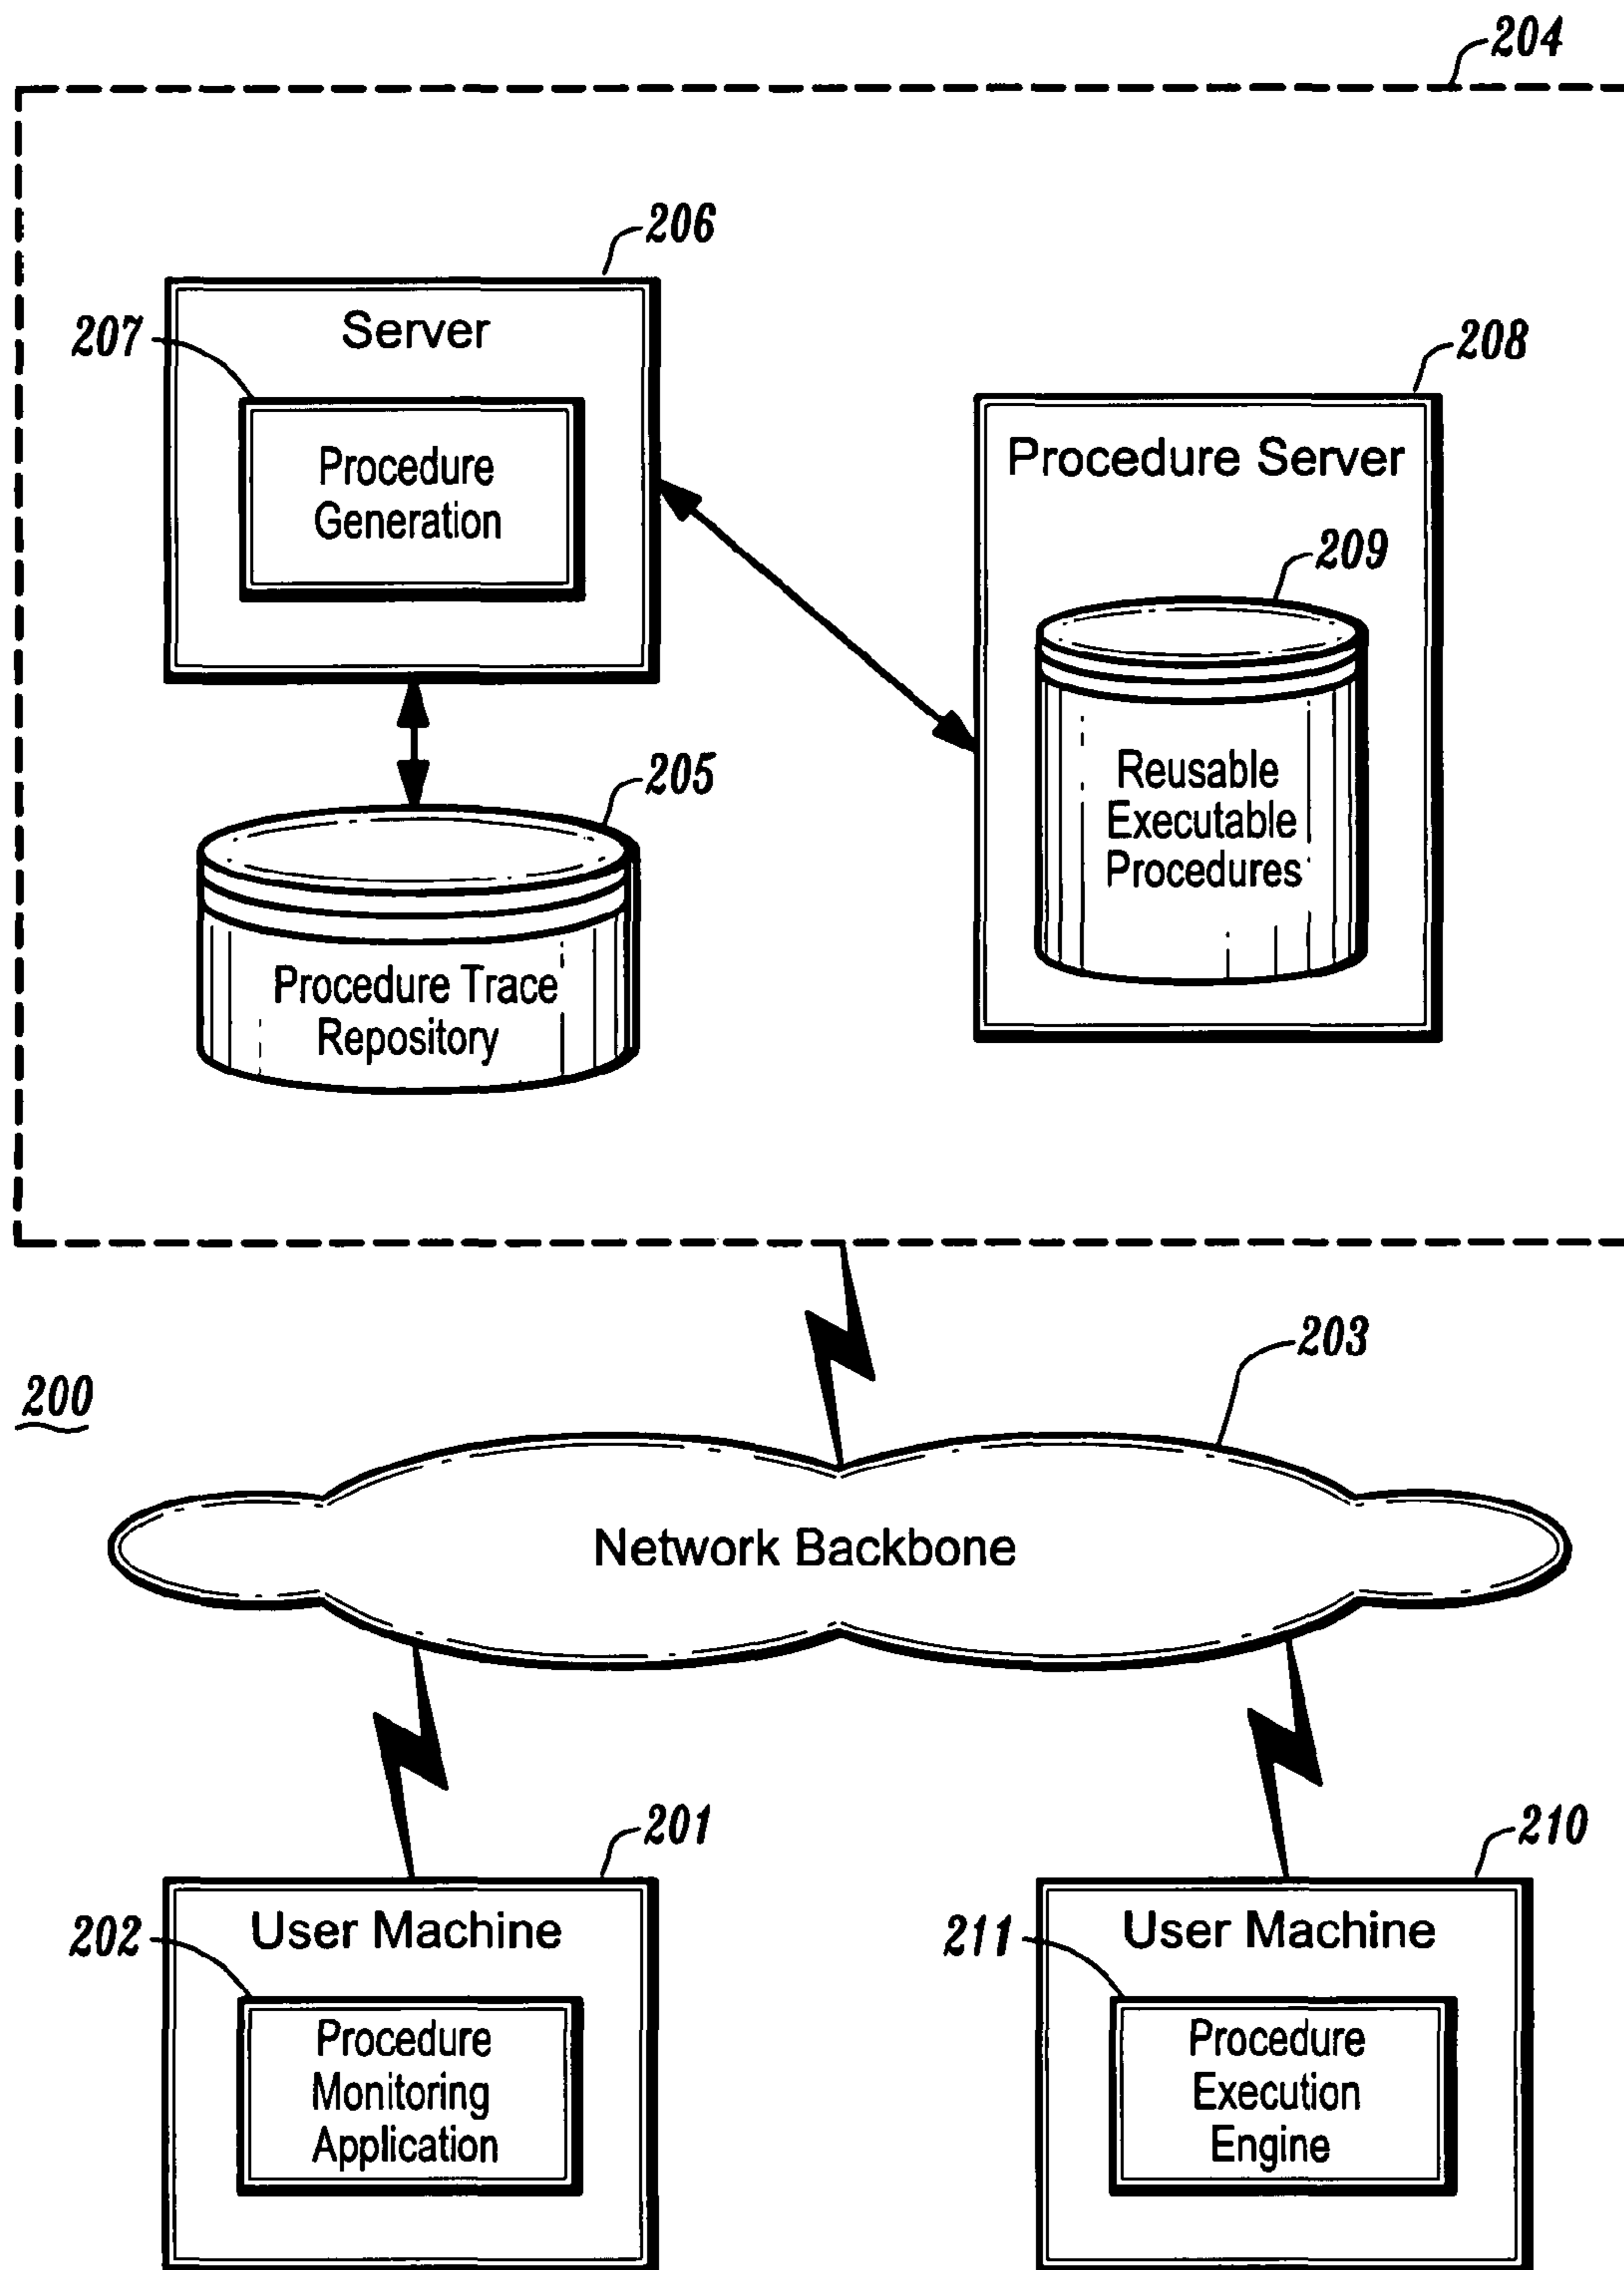 204
206
207
Server
208
Procedure
Generation
Procedure Server
209
205
Reusable
Executable
Procedures
Procedure Trace
Repository
203
200
Network Backbone
201
210
202
User Machine
211
User Machine
Procedure
Monitoring
Application
Procedure
Execution
Engine